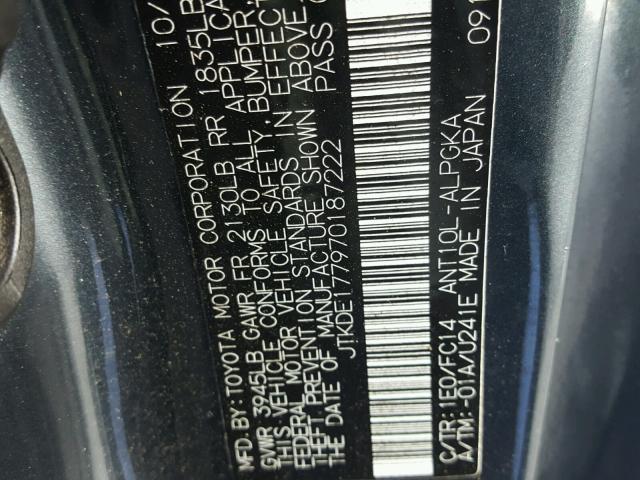 MFD. BY: TOYOTA MOTOR CORPORATION 10/
GVWR 3945LB GAWR FR 2130LB RR 1835LB
THIS VEHICLE CONFORMS TO ALL APPLICA
FEDERAL MOTOR VEHICLE SAFETY, BUMPER,
THEFT PREVENTION STANDARDS IN EFFECT
THE DATE OF MANUFACTURE SHOWN ABOVE.
JTKDE177970187222 PASS C
C/TR: 1E0/FC14 ANT10L-ALPGKA
A/TM: -01A/U241E MADE IN JAPAN 091